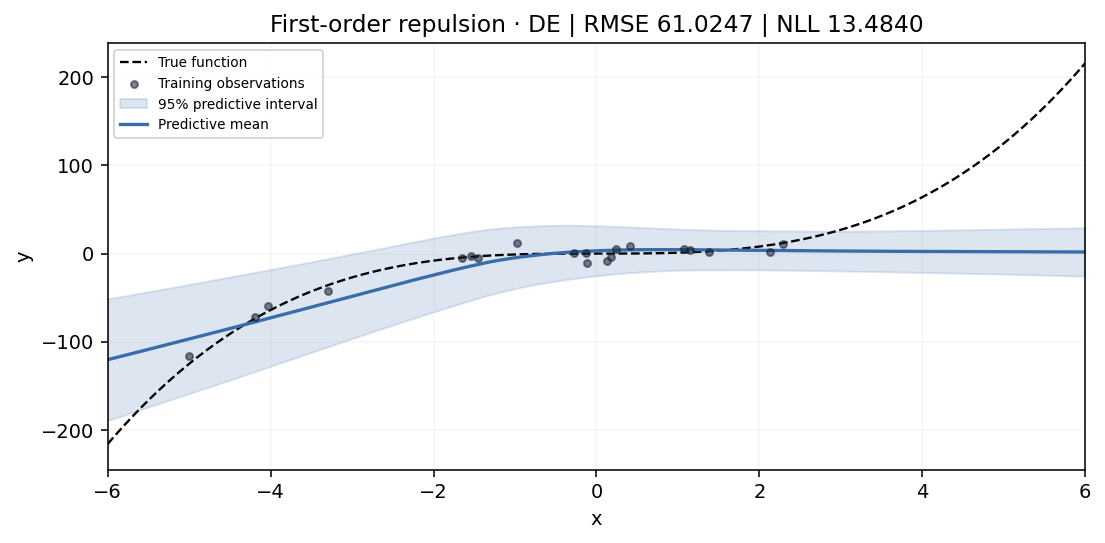 First-order repulsion · DE | RMSE 61.0247 | NLL 13.4840
True function
Training observations
95% predictive interval
Predictive mean
200
100
0
−100
−200
y
−6
−4
−2
0
2
4
6
x